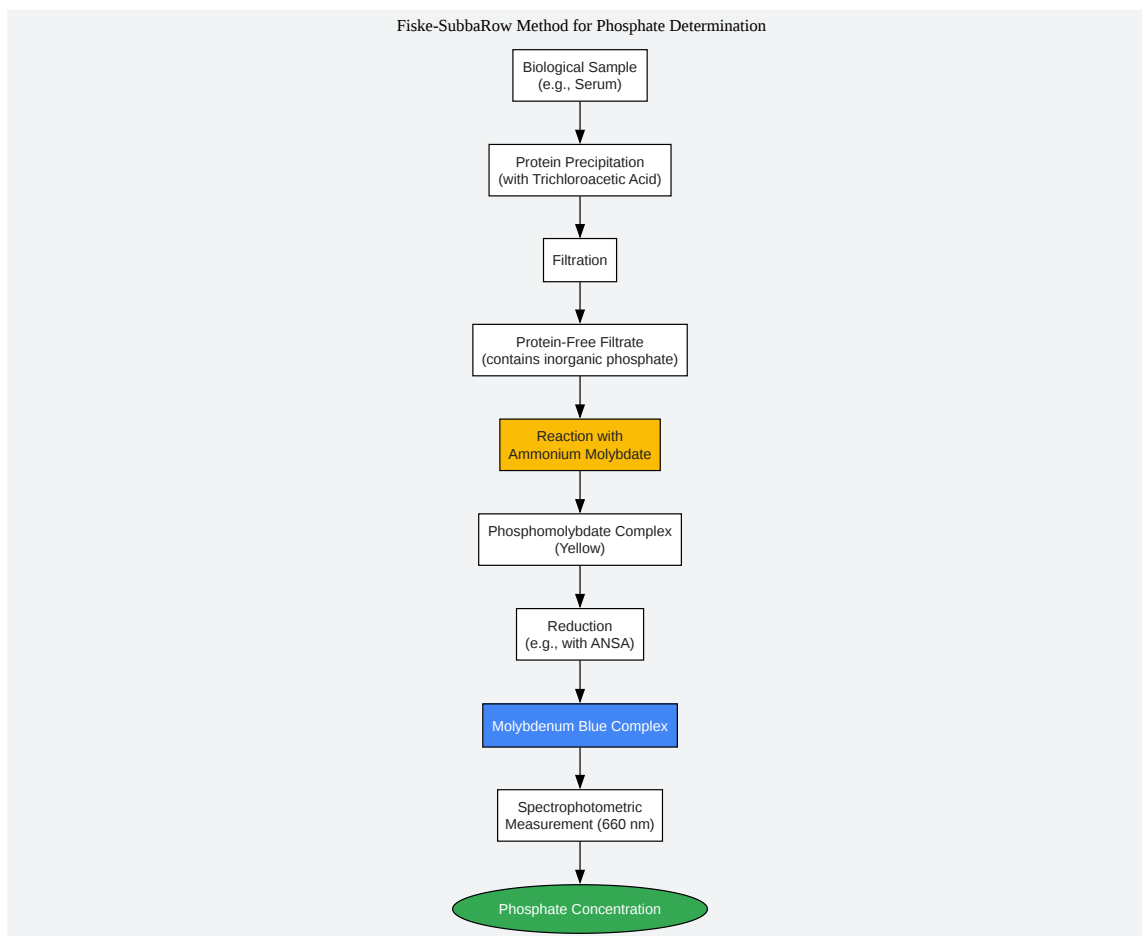 Fiske-SubbaRow Method for Phosphate Determination
Biological Sample
(e.g., Serum)
Protein Precipitation
(with Trichloroacetic Acid)
Filtration
Protein-Free Filtrate
(contains inorganic phosphate)
Reaction with
Ammonium Molybdate
Phosphomolybdate Complex
(Yellow)
Reduction
(e.g., with ANSA)
Molybdenum Blue Complex
Spectrophotometric
Measurement (660 nm)
Phosphate Concentration